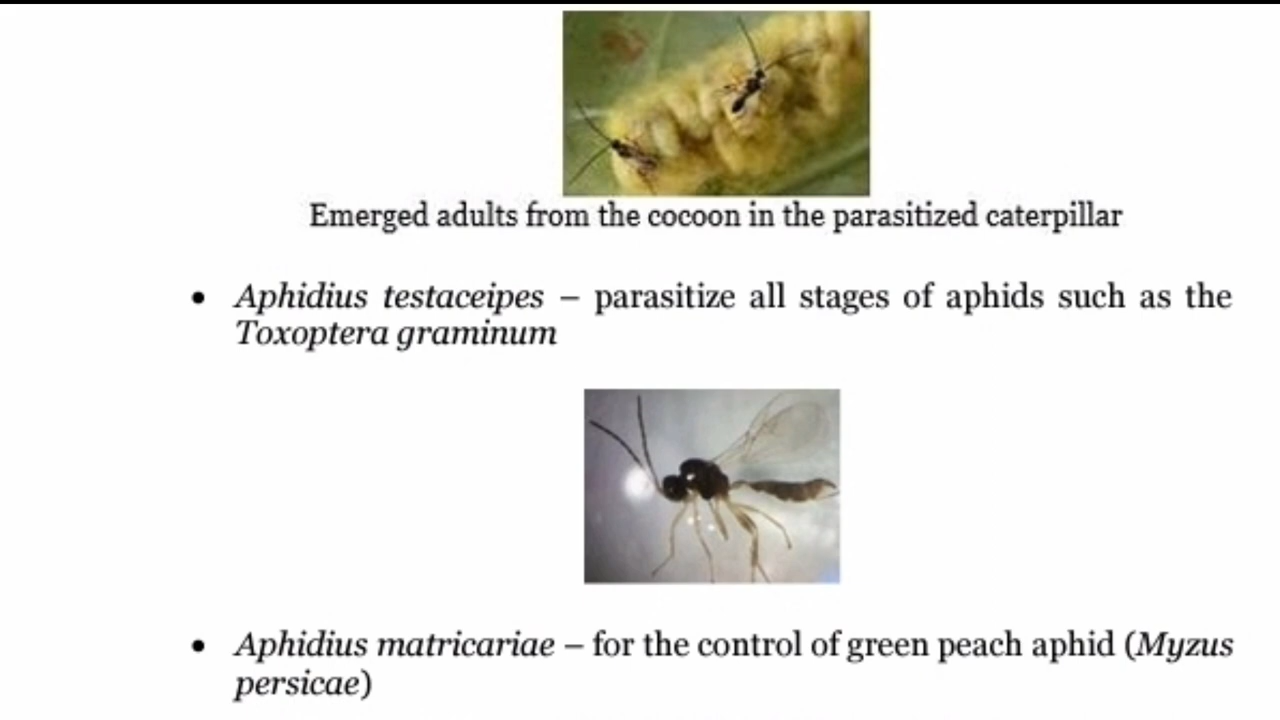 Emerged adults from the cocoon in the parasitized caterpillar
• Aphidius testaceipes – parasitize all stages of aphids such as the
Toxoptera graminum
• Aphidius matricariae – for the control of green peach aphid (Myzus
persicae)